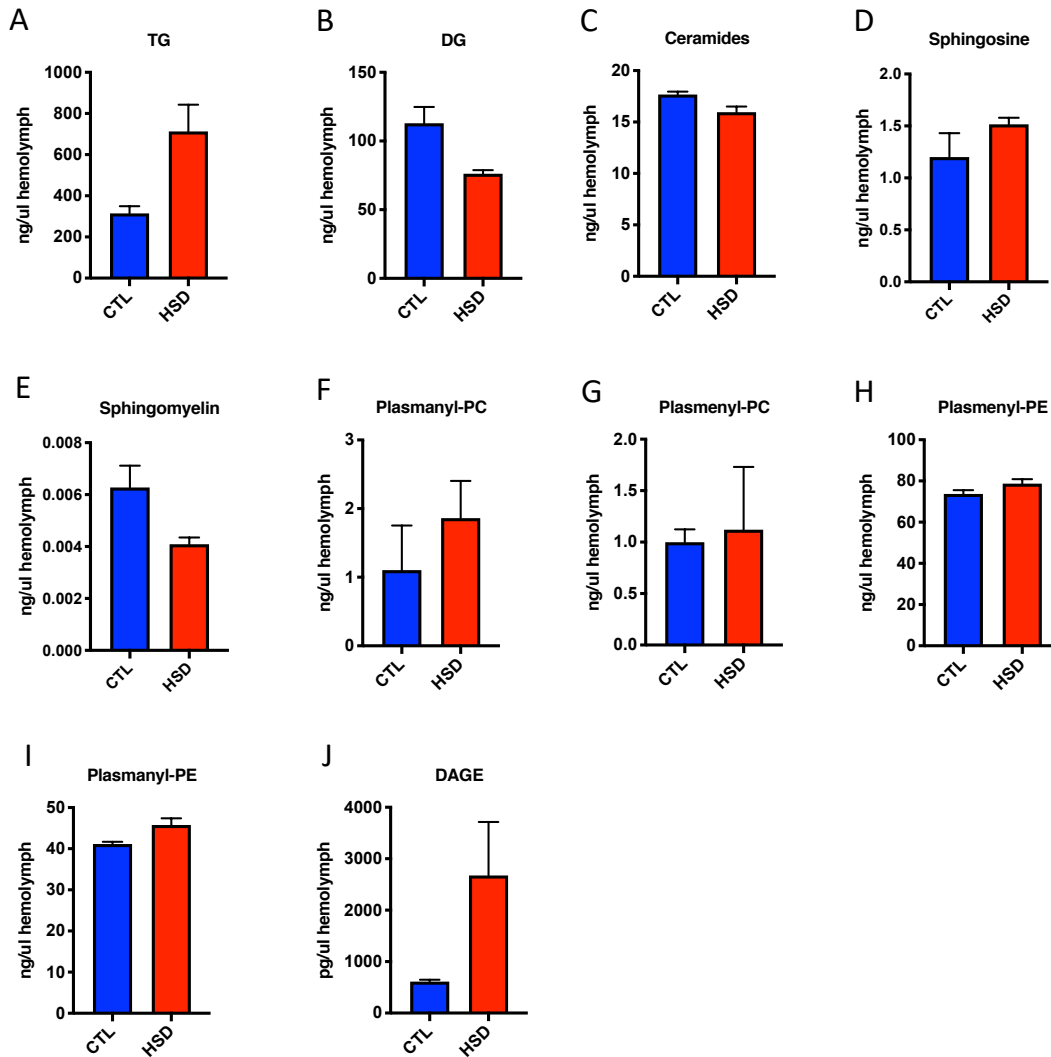 A
TG
ng/ul hemolymph
1000
800
600
400
200
0
CTL
HSD
B
DG
ng/ul hemolymph
150
100
50
0
CTL
HSD
C
Ceramides
ng/ul hemolymph
20
15
10
5
0
CTL
HSD
D
Sphingosine
ng/ul hemolymph
2.0
1.5
1.0
0.5
0.0
CTL
HSD
E
Sphingomyelin
ng/ul hemolymph
0.008
0.006
0.004
0.002
0.000
CTL
HSD
F
Plasmanyl-PC
ng/ul hemolymph
3
2
1
0
CTL
HSD
G
Plasmenyl-PC
ng/ul hemolymph
2.0
1.5
1.0
0.5
0.0
CTL
HSD
H
Plasmenyl-PE
ng/ul hemolymph
100
80
60
40
20
0
CTL
HSD
I
Plasmanyl-PE
ng/ul hemolymph
50
40
30
20
10
0
CTL
HSD
J
DAGE
pg/ul hemolymph
4000
3000
2000
1000
0
CTL
HSD